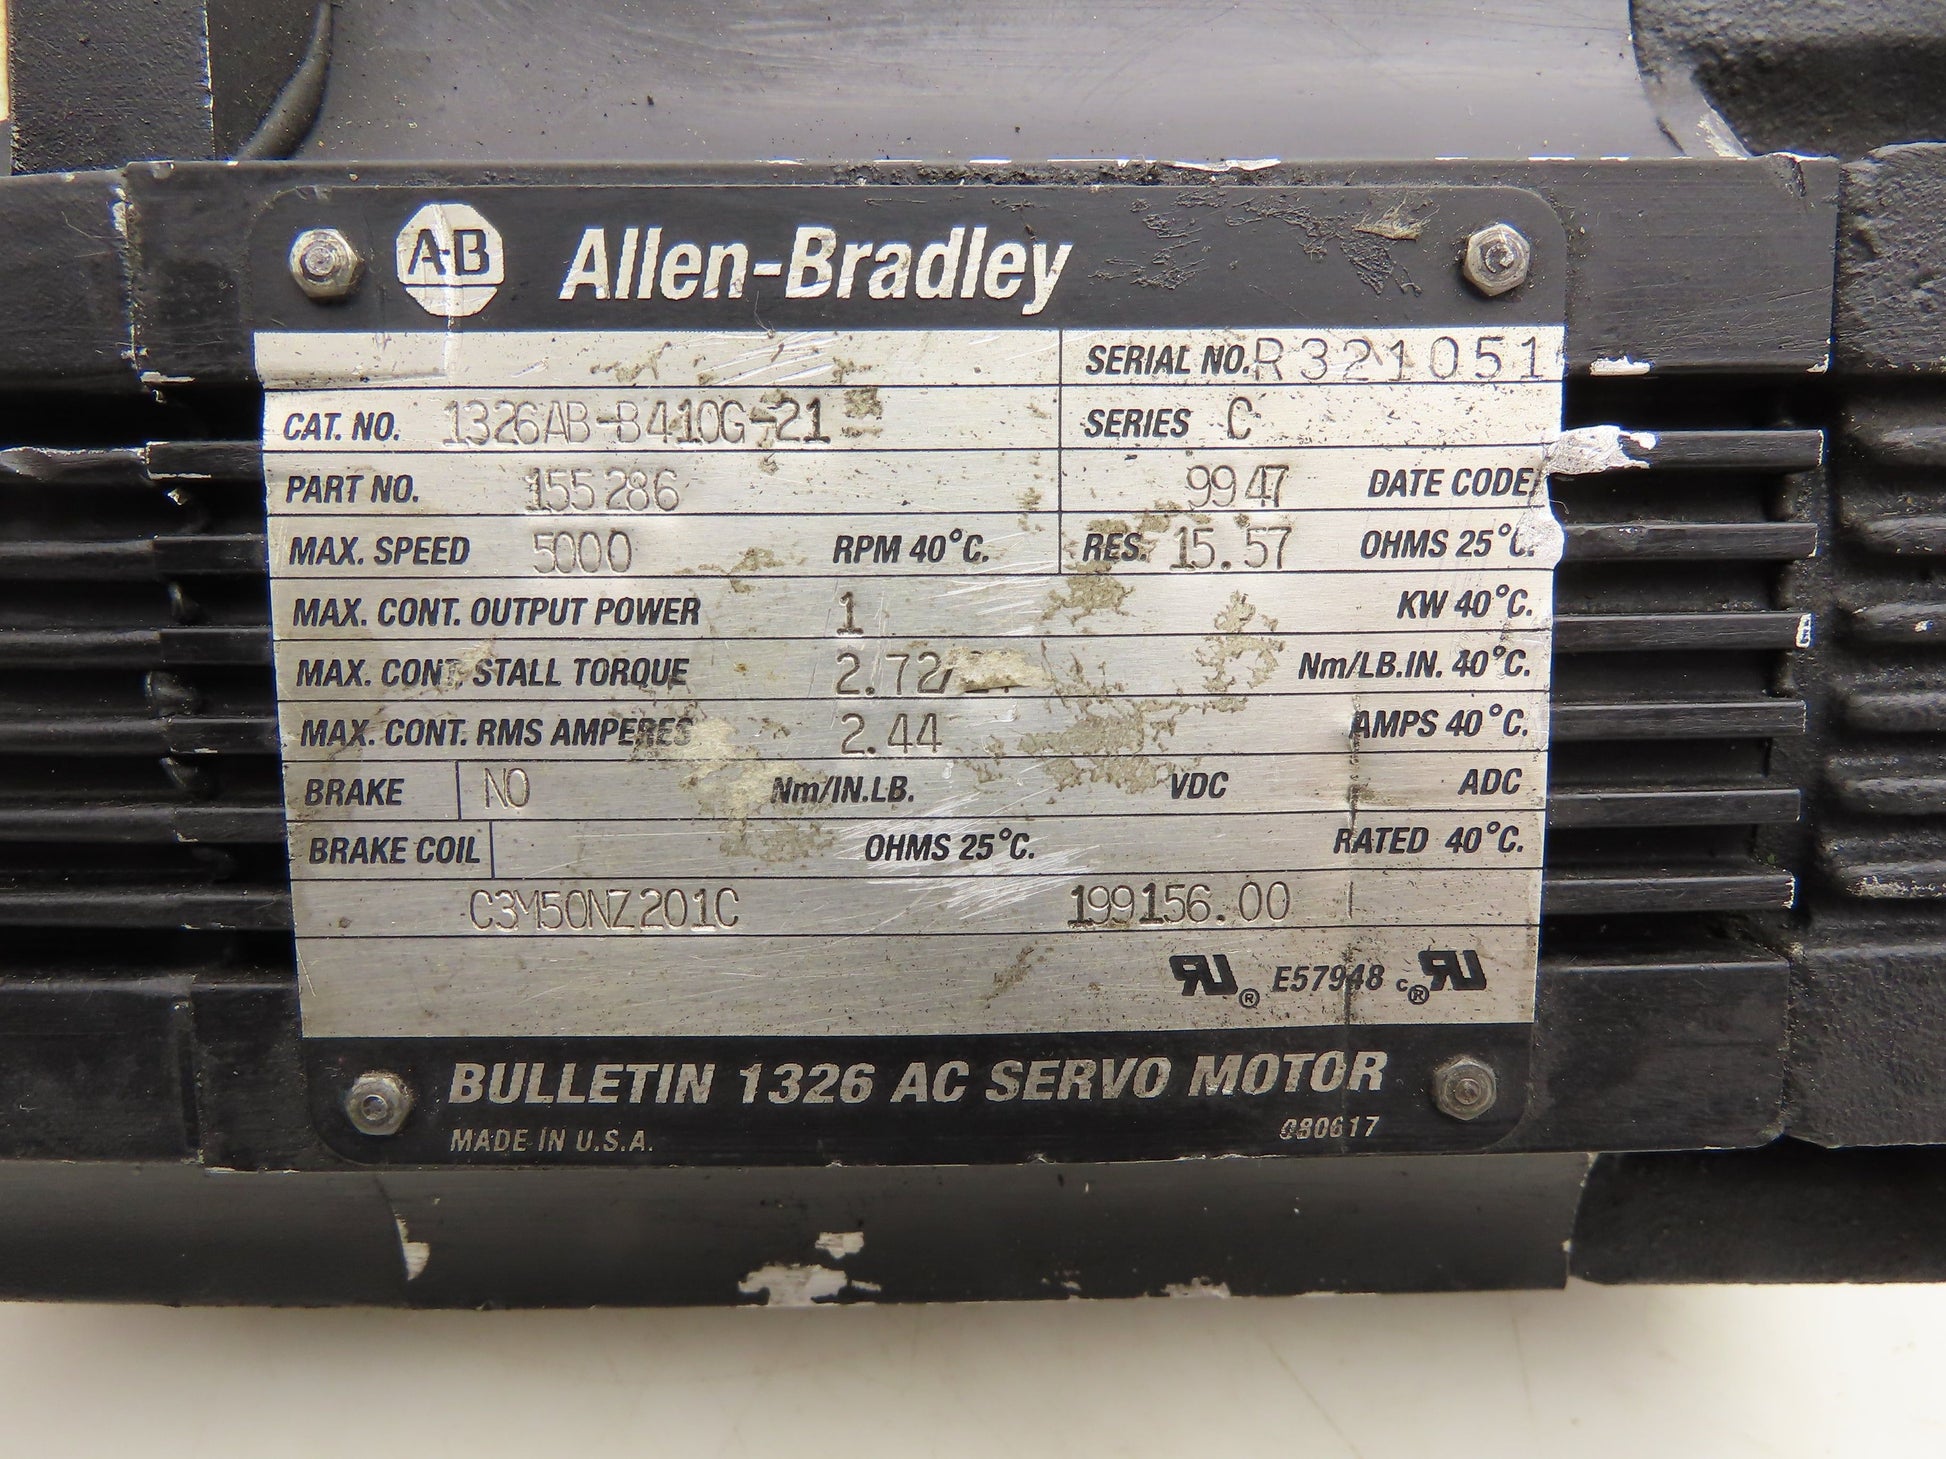 A-B Allen-Bradley
SERIAL NO. R321051
CAT. NO. 1326AB-B410G-21 SERIES C
PART NO. 155286 9947 DATE CODE
MAX. SPEED 5000 RPM 40°C. RES. 15.57 OHMS 25°C.
MAX. CONT. OUTPUT POWER 1 KW 40°C.
MAX. CONT. STALL TORQUE 2.72/ Nm/LB.IN. 40°C.
MAX. CONT. RMS AMPERES 2.44 AMPS 40°C.
BRAKE NO Nm/IN.LB. VDC ADC
BRAKE COIL OHMS 25°C. RATED 40°C.
C3M50NZ201C 199156.00
RU® E57948 c®RU
BULLETIN 1326 AC SERVO MOTOR
MADE IN U.S.A. 080617